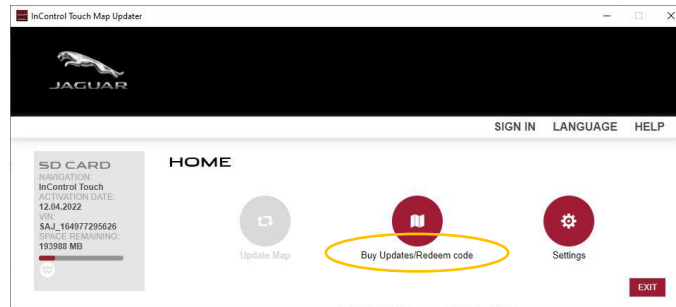 InControl Touch Map Updater
JAGUAR
SIGN IN LANGUAGE HELP
SD CARD
NAVIGATION:
InControl Touch
ACTIVATION DATE:
12.04.2022
VIN:
SAJ_164977295626
SPACE REMAINING:
193988 MB
HOME
Update Map
Buy Updates/Redeem code
Settings
EXIT